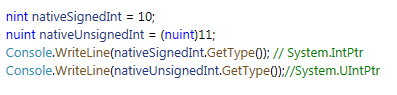 nint nativeSignedInt = 10;
nuint nativeUnsignedInt = (nuint)11;
Console.WriteLine(nativeSignedInt.GetType()); // System.IntPtr
Console.WriteLine(nativeUnsignedInt.GetType());//System.UIntPtr